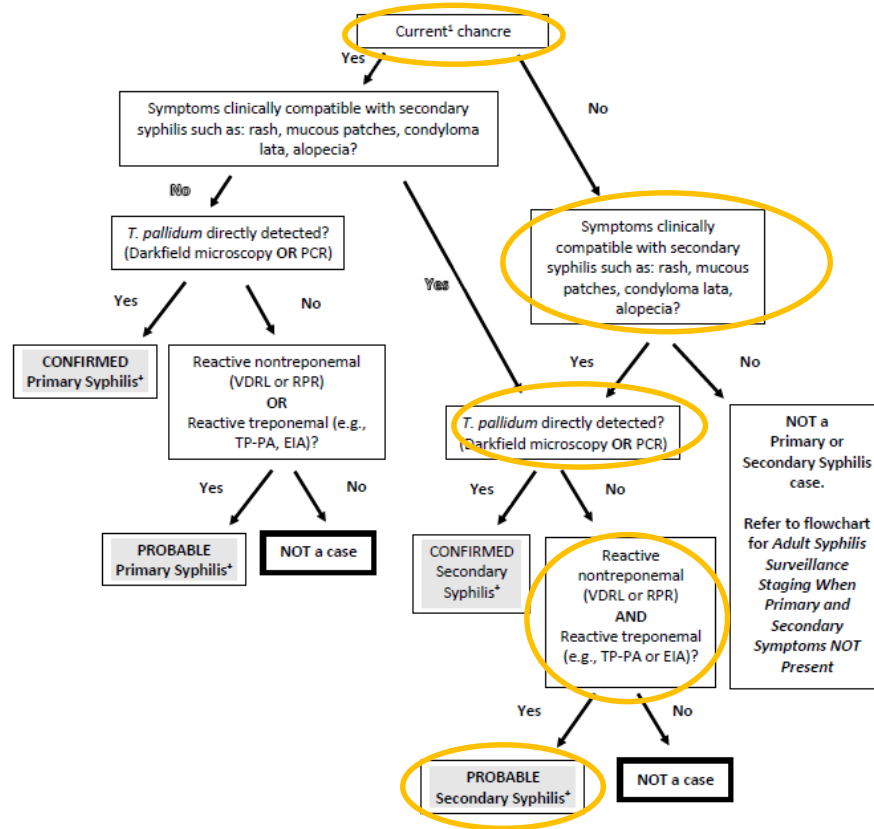 Current¹ chancre
Yes
No
Symptoms clinically compatible with secondary
syphilis such as: rash, mucous patches, condyloma
lata, alopecia?
No
Yes
T. pallidum directly detected?
(Darkfield microscopy OR PCR)
Symptoms clinically
compatible with secondary
syphilis such as: rash, mucous
patches, condyloma lata,
alopecia?
Yes
No
Yes
No
CONFIRMED
Primary Syphilis⁺
Reactive nontreponemal
(VDRL or RPR)
OR
Reactive treponemal (e.g.,
TP-PA, EIA)?
T. pallidum directly detected?
(Darkfield microscopy OR PCR)
NOT a
Primary or
Secondary Syphilis
case.
Refer to flowchart
for Adult Syphilis
Surveillance
Staging When
Primary and
Secondary
Symptoms NOT
Present
Yes
No
Yes
No
PROBABLE
Primary Syphilis⁺
NOT a case
CONFIRMED
Secondary
Syphilis⁺
Reactive
nontreponemal
(VDRL or RPR)
AND
Reactive treponemal
(e.g., TP-PA or EIA)?
Yes
No
PROBABLE
Secondary Syphilis⁺
NOT a case